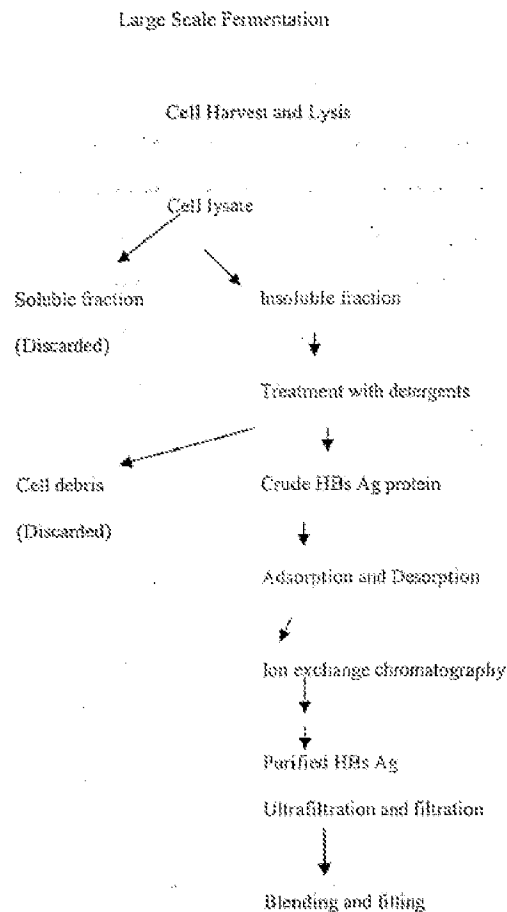 Large Scale Fermentation
Cell Harvest and Lysis
Cell lysate
Soluble fraction
(Discarded)
Insoluble fraction
Treatment with detergents
Cell debris
(Discarded)
Crude HBs Ag protein
Adsorption and Desorption
Ion exchange chromatography
Purified HBs Ag
Ultrafiltration and filtration
Blending and filling